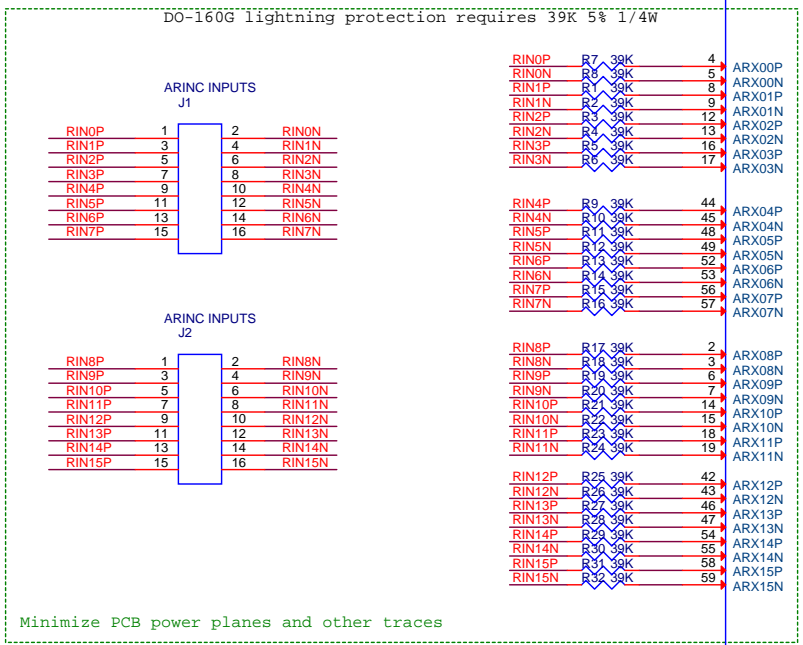 DO-160G lightning protection requires 39K 5% 1/4W
ARINC INPUTS
J1
RIN0P 1 2 RIN0N
RIN1P 3 4 RIN1N
RIN2P 5 6 RIN2N
RIN3P 7 8 RIN3N
RIN4P 9 10 RIN4N
RIN5P 11 12 RIN5N
RIN6P 13 14 RIN6N
RIN7P 15 16 RIN7N
ARINC INPUTS
J2
RIN8P 1 2 RIN8N
RIN9P 3 4 RIN9N
RIN10P 5 6 RIN10N
RIN11P 7 8 RIN11N
RIN12P 9 10 RIN12N
RIN13P 11 12 RIN13N
RIN14P 13 14 RIN14N
RIN15P 15 16 RIN15N
RIN0P R7 39K 4 ARX00P
RIN0N R8 39K 5 ARX00N
RIN1P R1 39K 8 ARX01P
RIN1N R2 39K 9 ARX01N
RIN2P R3 39K 12 ARX02P
RIN2N R4 39K 13 ARX02N
RIN3P R5 39K 16 ARX03P
RIN3N R6 39K 17 ARX03N
RIN4P R9 39K 44 ARX04P
RIN4N R10 39K 45 ARX04N
RIN5P R11 39K 48 ARX05P
RIN5N R12 39K 49 ARX05N
RIN6P R13 39K 52 ARX06P
RIN6N R14 39K 53 ARX06N
RIN7P R15 39K 56 ARX07P
RIN7N R16 39K 57 ARX07N
RIN8P R17 39K 2 ARX08P
RIN8N R18 39K 3 ARX08N
RIN9P R19 39K 6 ARX09P
RIN9N R20 39K 7 ARX09N
RIN10P R21 39K 14 ARX10P
RIN10N R22 39K 15 ARX10N
RIN11P R23 39K 18 ARX11P
RIN11N R24 39K 19 ARX11N
RIN12P R25 39K 42 ARX12P
RIN12N R26 39K 43 ARX12N
RIN13P R27 39K 46 ARX13P
RIN13N R28 39K 47 ARX13N
RIN14P R29 39K 54 ARX14P
RIN14N R30 39K 55 ARX14N
RIN15P R31 39K 58 ARX15P
RIN15N R32 39K 59 ARX15N
Minimize PCB power planes and other traces